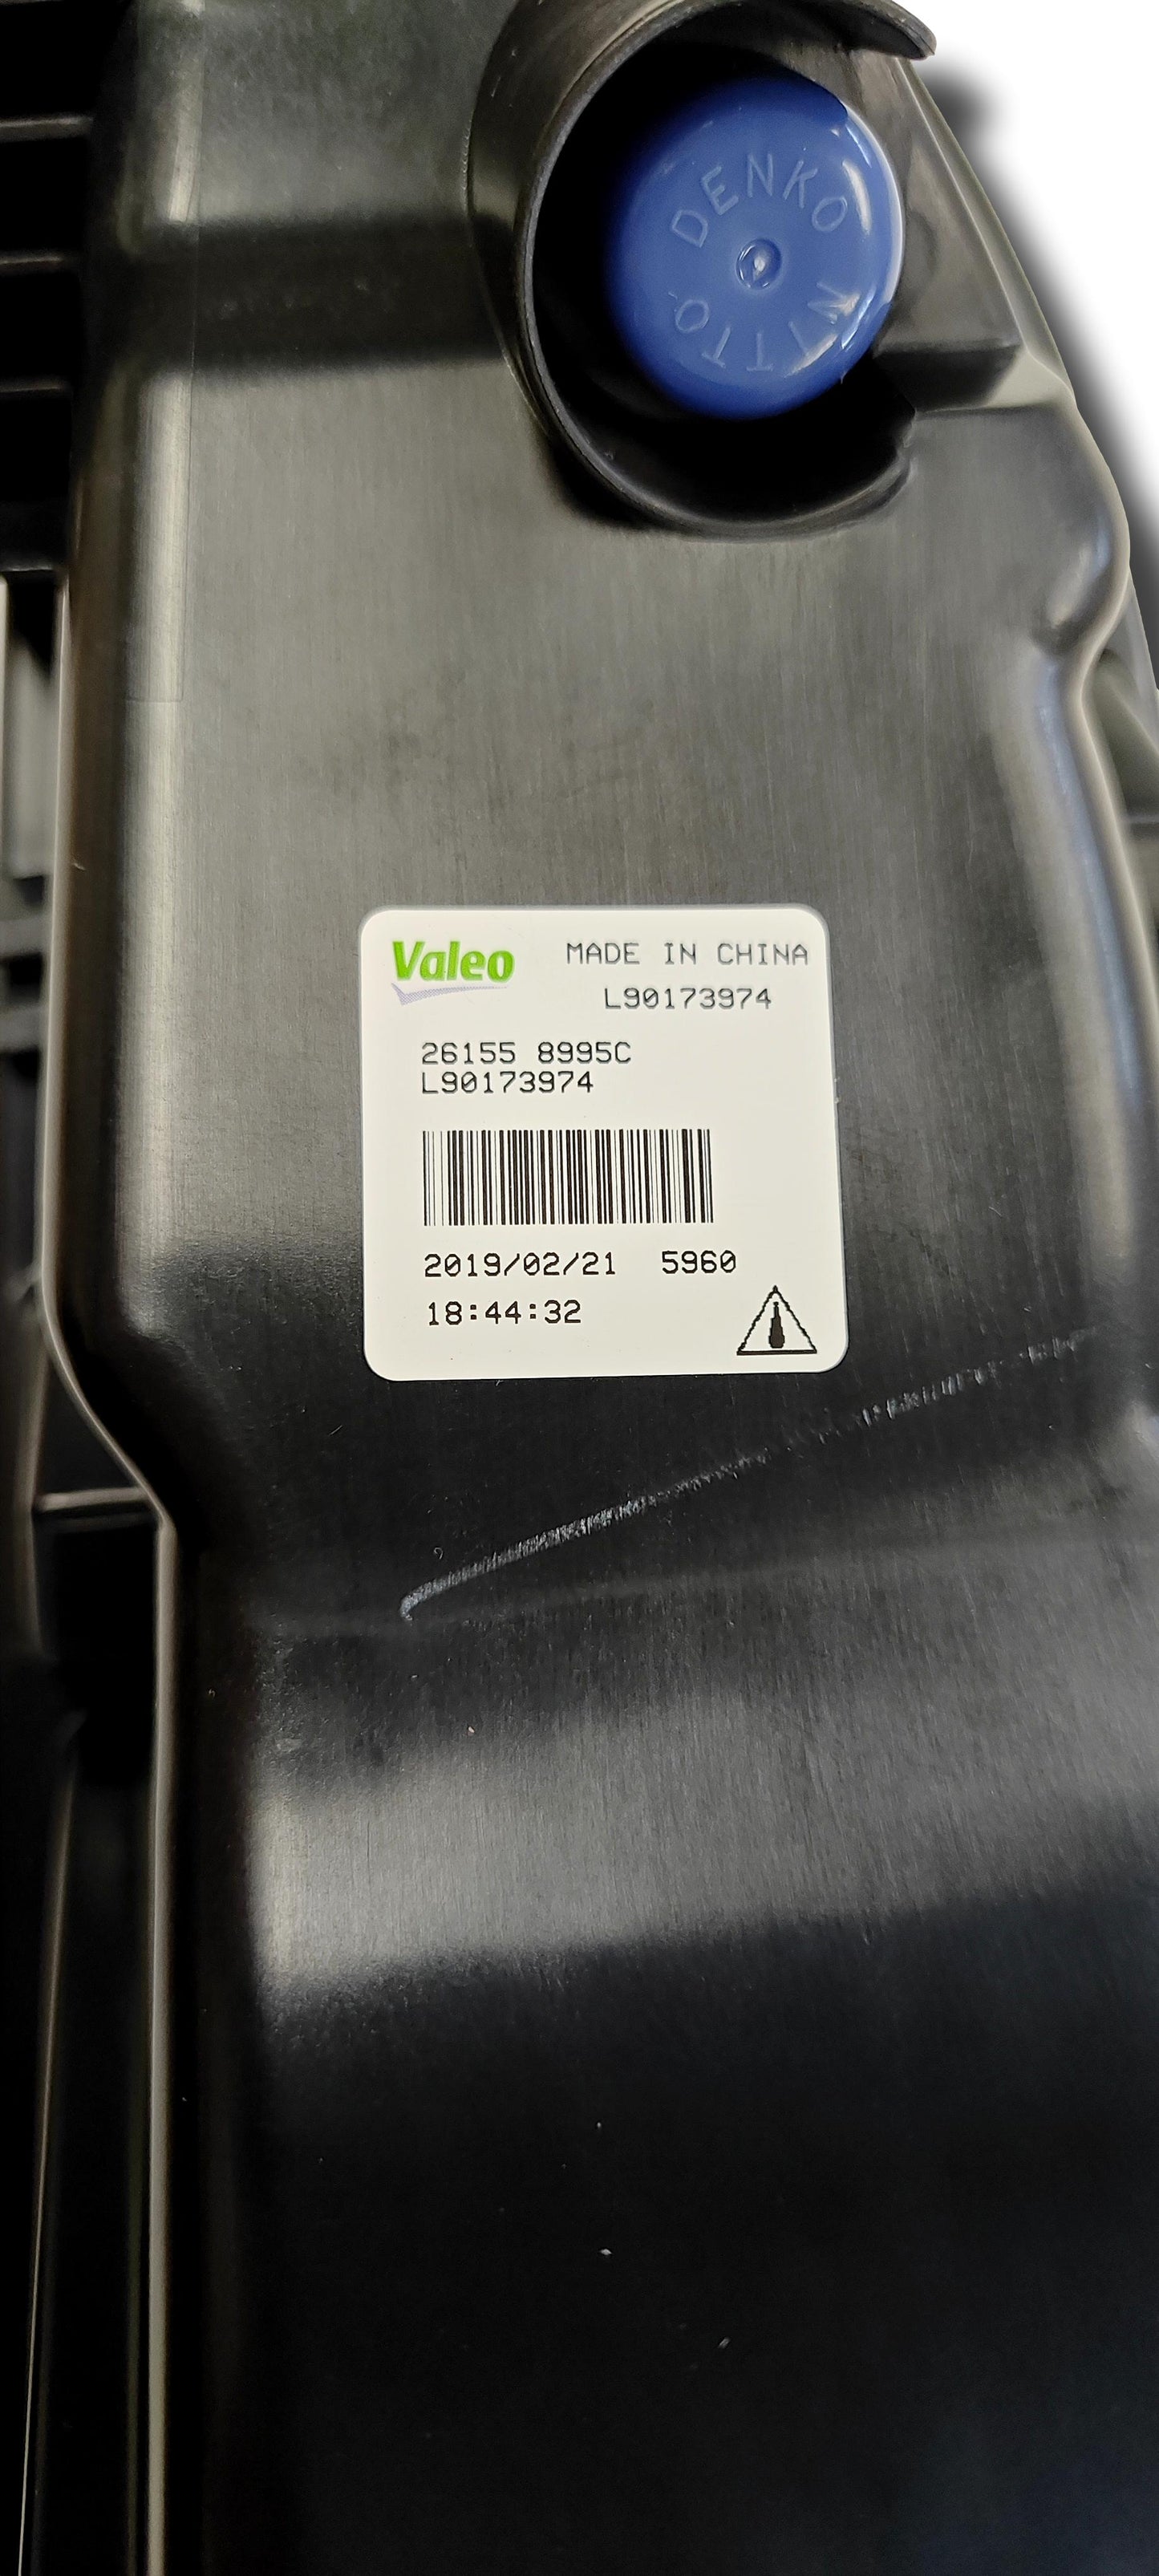 DENKO
NITTO
Valeo MADE IN CHINA
L90173974
26155 8995C
L90173974
2019/02/21 5960
18:44:32